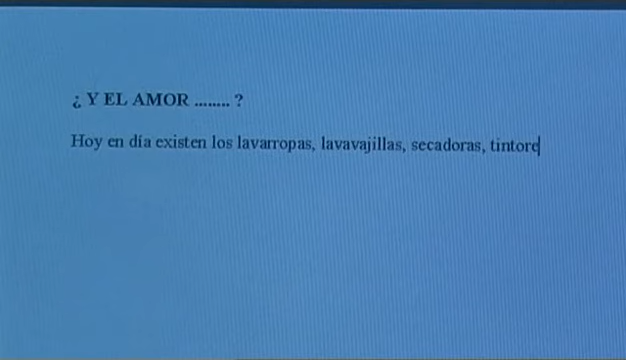 ¿ Y EL AMOR ........ ?
Hoy en día existen los lavarropas, lavavajillas, secadoras, tintore